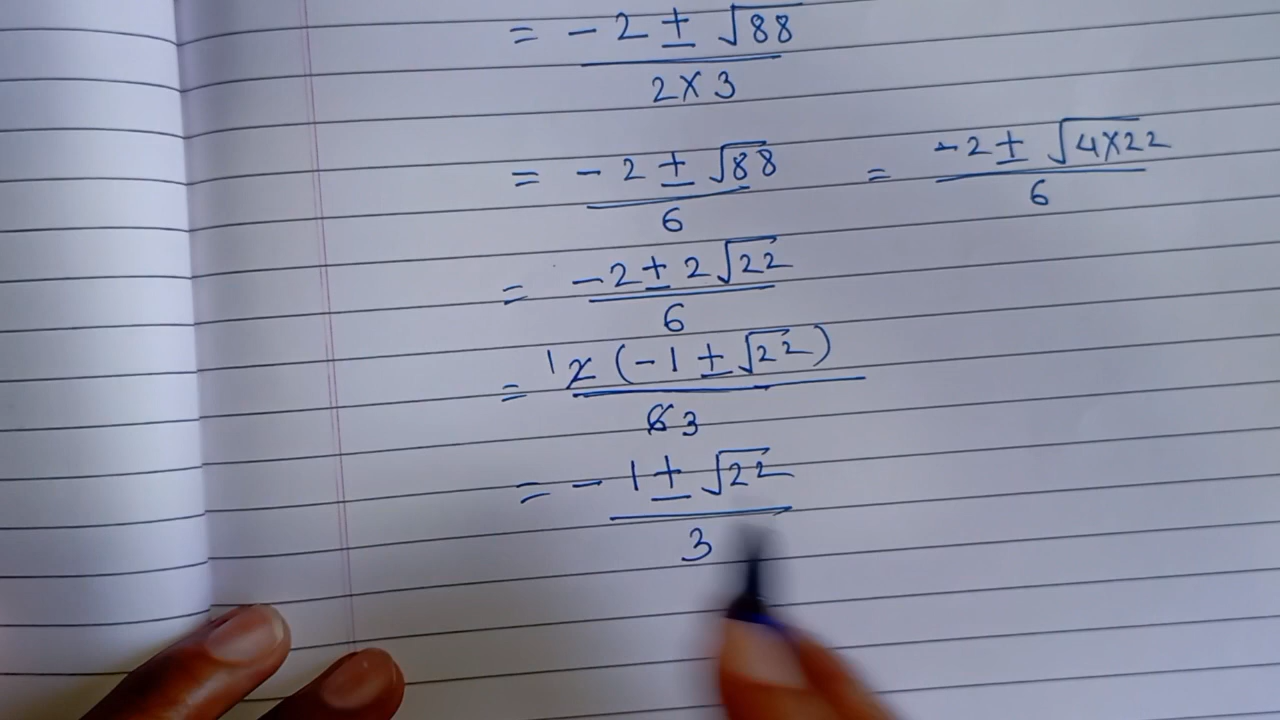 = -2 ± √88 / 2×3
= -2 ± √88 / 6 = -2 ± √4×22 / 6
= -2 ± 2√22 / 6
= 1 2 (-1 ± √22) / 6 3
= -1 ± √22 / 3